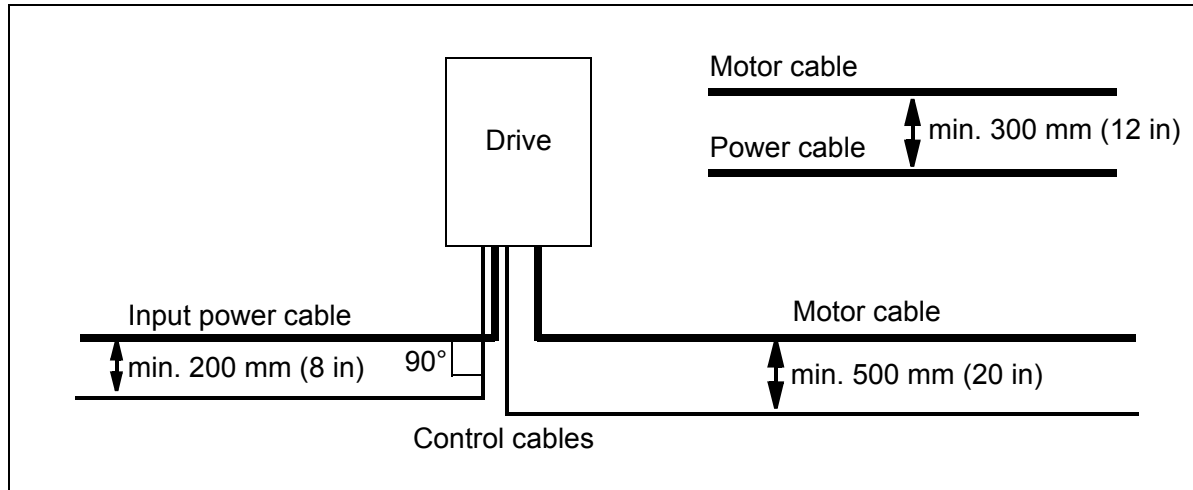 Motor cable
Drive
min. 300 mm (12 in)
Power cable
Input power cable
Motor cable
min. 200 mm (8 in)
90°
min. 500 mm (20 in)
Control cables